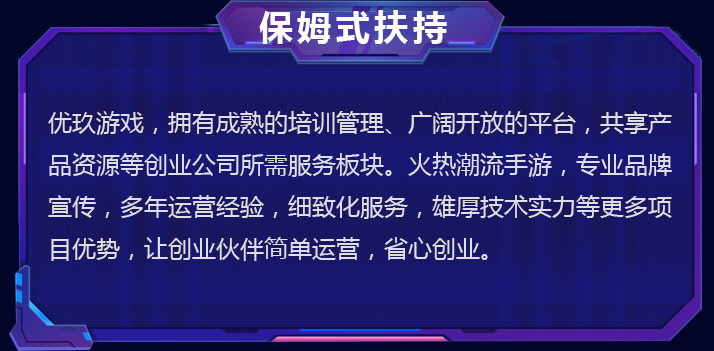 保姆式扶持
优玖游戏，拥有成熟的培训管理、广阔开放的平台，共享产
品资源等创业公司所需服务板块。火热潮流手游，专业品牌
宣传，多年运营经验，细致化服务，雄厚技术实力等更多项
目优势，让创业伙伴简单运营，省心创业。